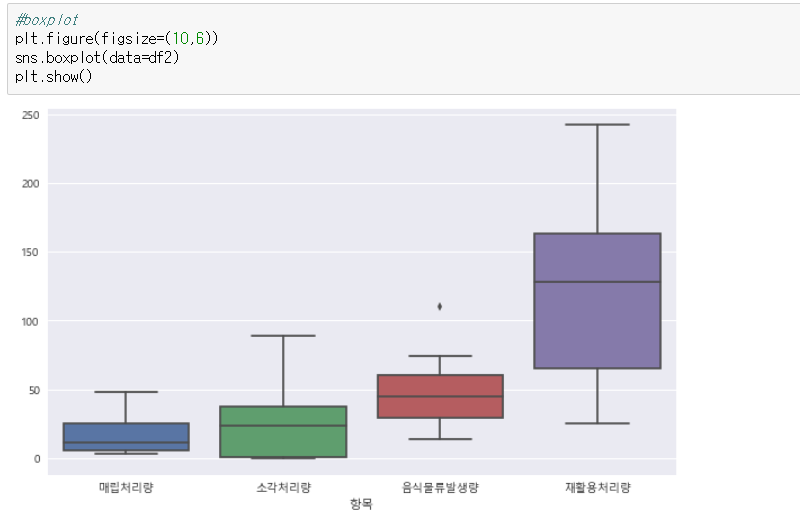 #boxplot
plt.figure(figsize=(10,6))
sns.boxplot(data=df2)
plt.show()
250
200
150
100
50
0
매립처리량 소각처리량 음식물류발생량 재활용처리량
항목